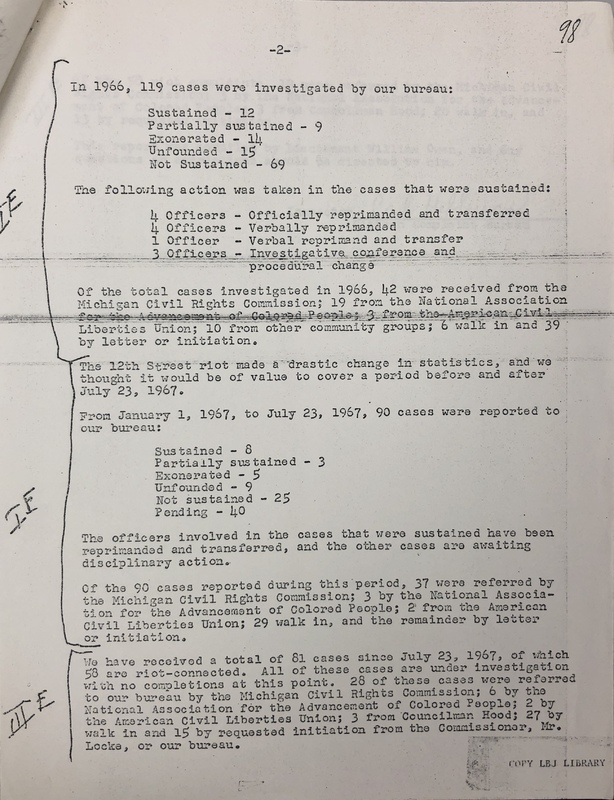 98
-2-
In 1966, 119 cases were investigated by our bureau:
Sustained - 12
Partially sustained - 9
Exonerated - 14
Unfounded - 15
Not Sustained - 69
The following action was taken in the cases that were sustained:
4 Officers - Officially reprimanded and transferred
4 Officers - Verbally reprimanded
1 Officer - Verbal reprimand and transfer
3 Officers - Investigative conference and
procedural change
Of the total cases investigated in 1966, 42 were received from the
Michigan Civil Rights Commission; 19 from the National Association
for the Advancement of Colored People; 3 from the American Civil
Liberties Union; 10 from other community groups; 6 walk in and 39
by letter or initiation.
The 12th Street riot made a drastic change in statistics, and we
thought it would be of value to cover a period before and after
July 23, 1967.
From January 1, 1967, to July 23, 1967, 90 cases were reported to
our bureau:
Sustained - 8
Partially sustained - 3
Exonerated - 5
Unfounded - 9
Not sustained - 25
Pending - 40
The officers involved in the cases that were sustained have been
reprimanded and transferred, and the other cases are awaiting
disciplinary action.
Of the 90 cases reported during this period, 37 were referred by
the Michigan Civil Rights Commission; 3 by the National Associa-
tion for the Advancement of Colored People; 2 from the American
Civil Liberties Union; 29 walk in, and the remainder by letter
or initiation.
We have received a total of 81 cases since July 23, 1967, of which
58 are riot-connected. All of these cases are under investigation
with no completions at this point. 28 of these cases were referred
to our bureau by the Michigan Civil Rights Commission; 6 by the
National Association for the Advancement of Colored People; 2 by
the American Civil Liberties Union; 3 from Councilman Hood; 27 by
walk in and 15 by requested initiation from the Commissioner, Mr.
Locke, or our bureau.
III E
COPY LBJ LIBRARY